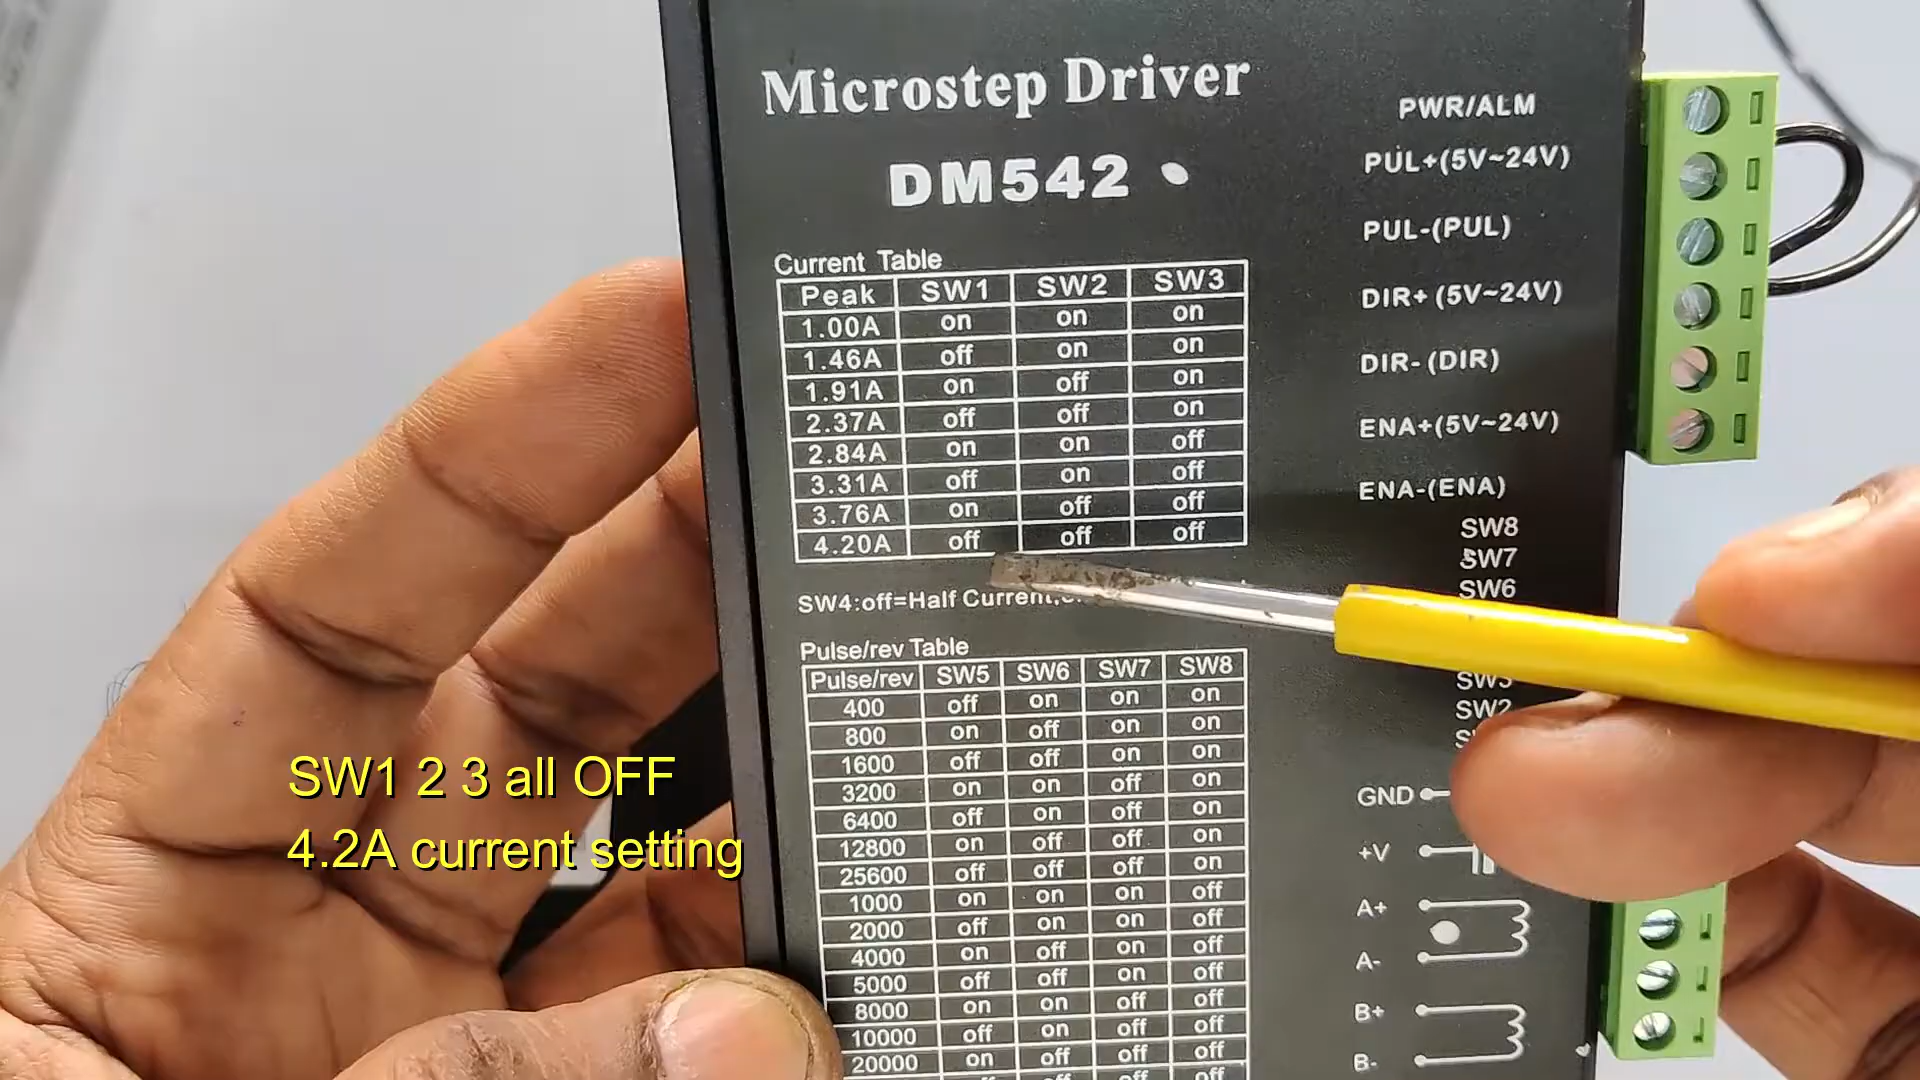 Microstep Driver
DM542
Current Table
Peak SW1 SW2 SW3
1.00A on on on
1.46A off on on
1.91A on off on
2.37A off off on
2.84A on on off
3.31A off on off
3.76A on off off
4.20A off off off
SW4:off=Half Current,
Pulse/rev Table
Pulse/rev SW5 SW6 SW7 SW8
400 off on on on
800 on off on on
1600 off off on on
3200 on on off on
6400 off on off on
12800 on off off on
25600 off off off on
1000 on on on off
2000 off on on off
4000 on off on off
5000 off off on off
8000 on on off off
10000 off on off off
20000 on off off off
off off off
PWR/ALM
PUL+(5V~24V)
PUL-(PUL)
DIR+(5V~24V)
DIR-(DIR)
ENA+(5V~24V)
ENA-(ENA)
SW8
SW7
SW6
SW3
SW2
GND
+V
A+
A-
B+
B-
SW1 2 3 all OFF
4.2A current setting